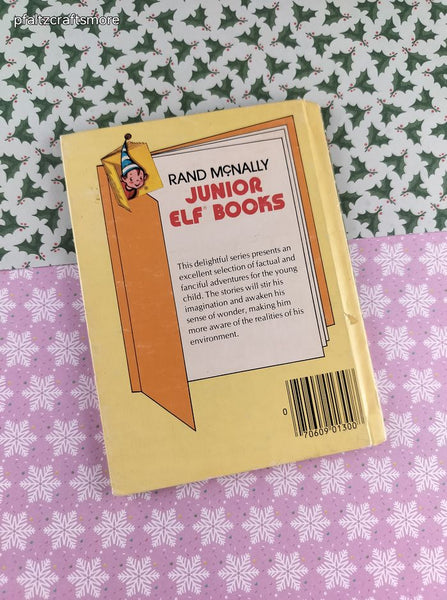 pfaltzcraftsmore
RAND McNALLY
JUNIOR
ELF® BOOKS
This delightful series presents an
excellent selection of factual and
fanciful adventures for the young
child. The stories will stir his
imagination and awaken his
sense of wonder, making him
more aware of the realities of his
environment.
0
70609 01300